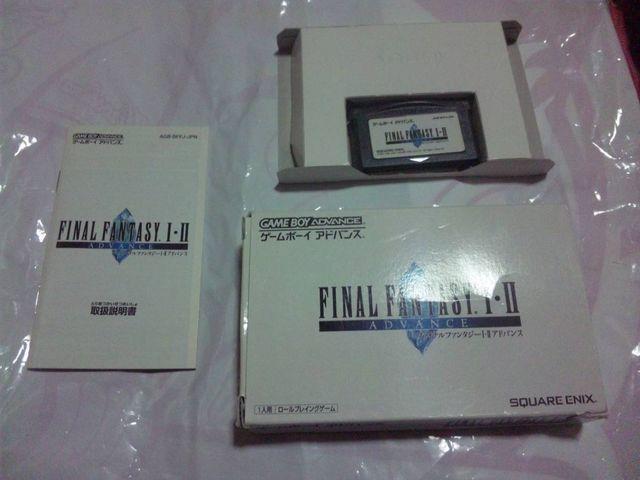 GAME BOY ADVANCE
ゲームボーイ アドバンス
AGB-BFFJ-JPN
FINAL FANTASY. I・II
ADVANCE
ファイナルファンタジーI・IIアドバンス
取扱説明書
ゲームボーイ アドバンス
FINAL FANTASY. I・II
GAME BOY ADVANCE
ゲームボーイ アドバンス
FINAL FANTASY. I・II
ADVANCE
ファイナルファンタジーI・IIアドバンス
1人用 ロールプレイングゲーム
SQUARE ENIX.